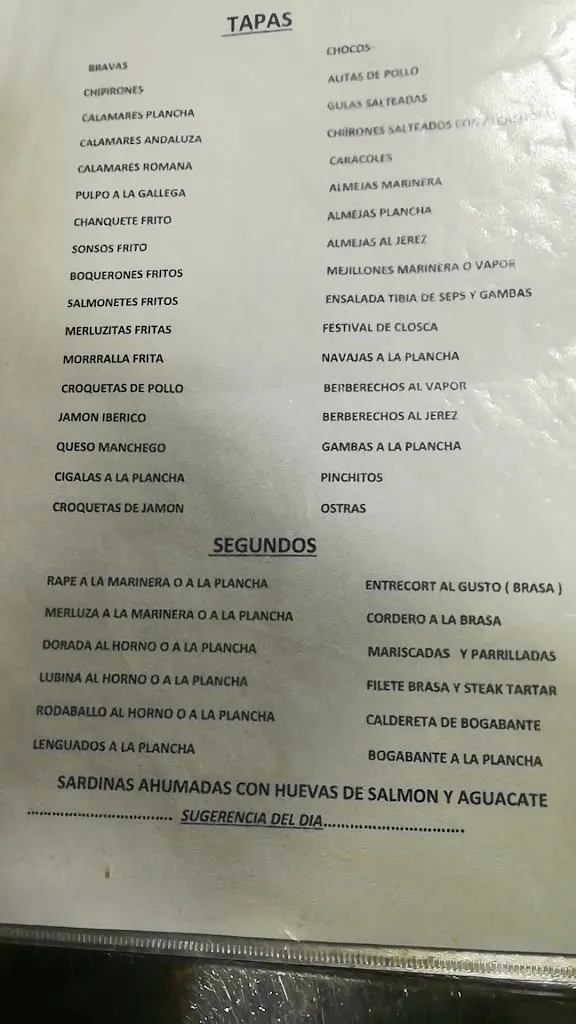 TAPAS
BRAVAS
CHIPIRONES
CALAMARES PLANCHA
CALAMARES ANDALUZA
CALAMARES ROMANA
PULPO A LA GALLEGA
CHANQUETE FRITO
SONSOS FRITO
BOQUERONES FRITOS
SALMONETES FRITOS
MERLUZITAS FRITAS
MORRRALLA FRITA
CROQUETAS DE POLLO
JAMON IBERICO
QUESO MANCHEGO
CIGALAS A LA PLANCHA
CROQUETAS DE JAMON
CHOCOS
ALITAS DE POLLO
GULAS SALTEADAS
CHIIRONES SALTEADOS CON
CARACOLES
ALMEJAS MARINERA
ALMEJAS PLANCHA
ALMEJAS AL JEREZ
MEJILLONES MARINERA O VAPOR
ENSALADA TIBIA DE SEPS Y GAMBAS
FESTIVAL DE CLOSCA
NAVAJAS A LA PLANCHA
BERBERECHOS AL VAPOR
BERBERECHOS AL JEREZ
GAMBAS A LA PLANCHA
PINCHITOS
OSTRAS
SEGUNDOS
RAPE A LA MARINERA O A LA PLANCHA
MERLUZA A LA MARINERA O A LA PLANCHA
DORADA AL HORNO O A LA PLANCHA
LUBINA AL HORNO O A LA PLANCHA
RODABALLO AL HORNO O A LA PLANCHA
LENGUADOS A LA PLANCHA
ENTRECORT AL GUSTO ( BRASA )
CORDERO A LA BRASA
MARISCADAS Y PARRILLADAS
FILETE BRASA Y STEAK TARTAR
CALDERETA DE BOGABANTE
BOGABANTE A LA PLANCHA
SARDINAS AHUMADAS CON HUEVAS DE SALMON Y AGUACATE
.............................. SUGERENCIA DEL DIA..............................